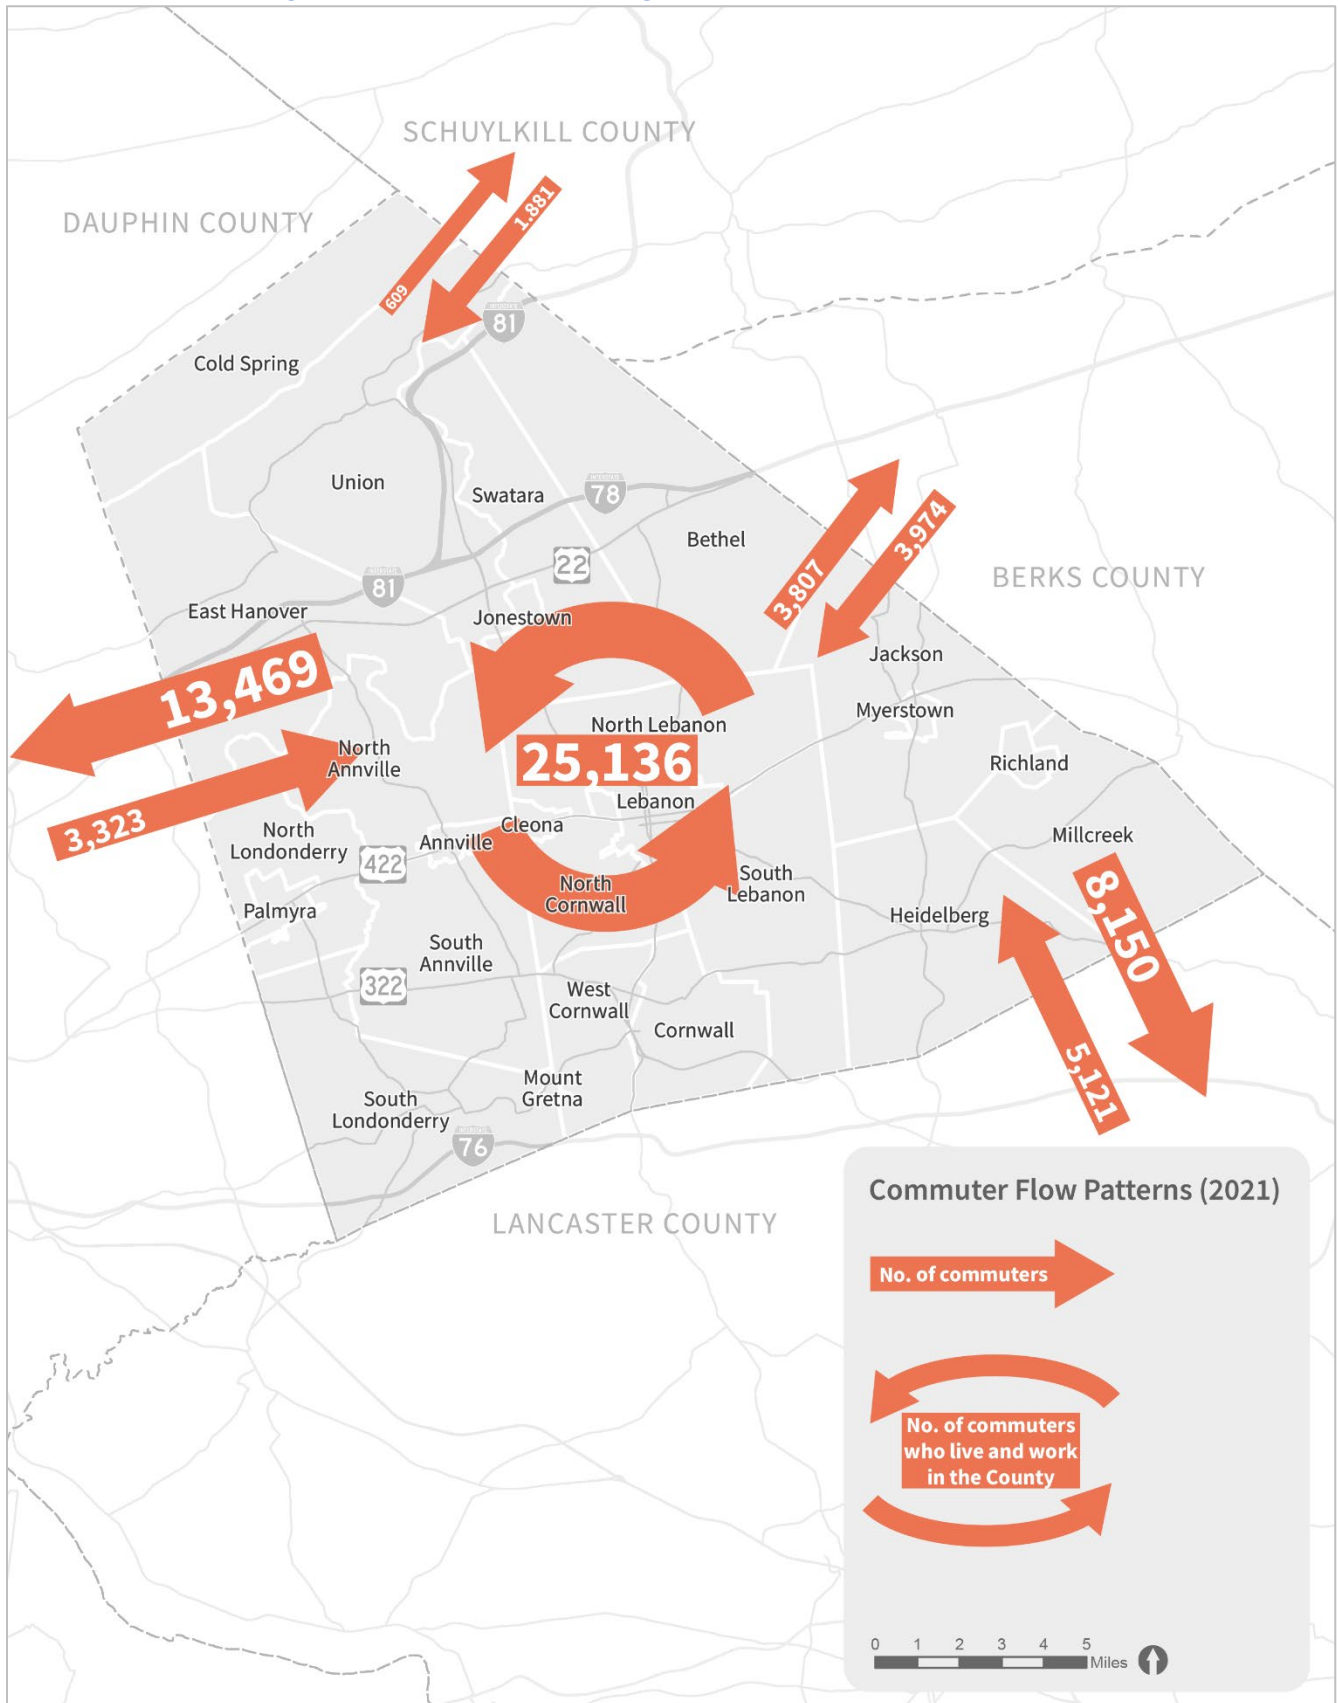 SCHUYLKILL COUNTY
DAUPHIN COUNTY
1.881
609
81
Cold Spring
Union
Swatara
78
Bethel
3,974
3,807
22
BERKS COUNTY
81
East Hanover
Jonestown
Jackson
13,469
Myerstown
North Lebanon
North
Annville
25,136
Richland
Lebanon
3,323
Cleona
North
Londonderry
Annville
Millcreek
422
North
Cornwall
South
Lebanon
8,150
Palmyra
Heidelberg
South
Annville
322
West
Cornwall
Cornwall
5,121
Mount
Gretna
South
Londonderry
76
LANCASTER COUNTY
Commuter Flow Patterns (2021)
No. of commuters
No. of commuters
who live and work
in the County
0 1 2 3 4 5
Miles